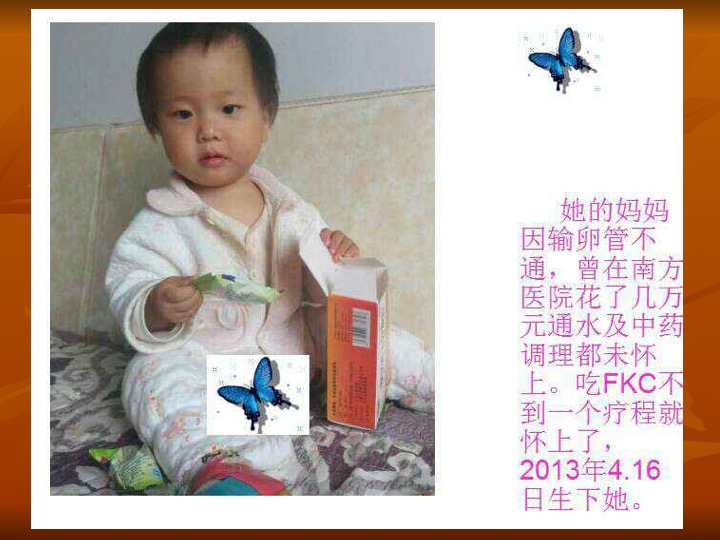 她的妈妈
因输卵管不
通，曾在南方
医院花了几万
元通水及中药
调理都未怀
上。吃FKC不
到一个疗程就
怀上了，
2013年4.16
日生下她。